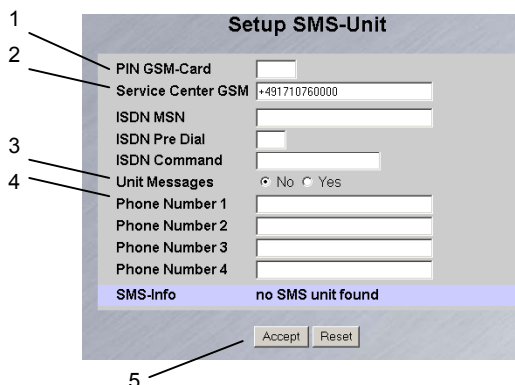 Setup SMS-Unit
1
PIN GSM-Card
2
Service Center GSM +491710760000
ISDN MSN
ISDN Pre Dial
ISDN Command
3
Unit Messages No Yes
4
Phone Number 1
Phone Number 2
Phone Number 3
Phone Number 4
SMS-Info no SMS unit found
Accept Reset
5